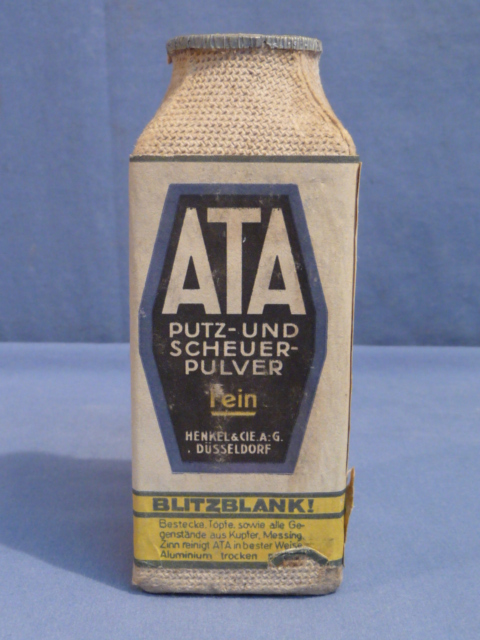 ATA
PUTZ-UND
SCHEUER-
PULVER
fein
HENKEL & CIE. A.-G.
DÜSSELDORF
BLITZBLANK!
Bestecke, Töpfe, sowie alle Ge-
genstände aus Kupfer, Messing,
Zinn reinigt ATA in bester Weise
Aluminium trocken